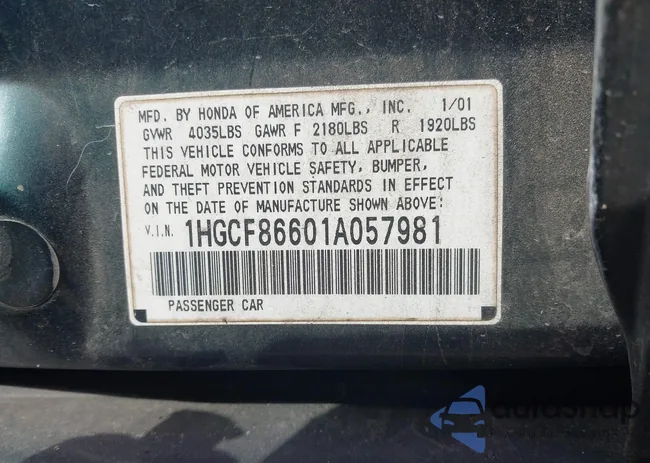 MFD. BY HONDA OF AMERICA MFG., INC. 1/01
GVWR 4035LBS GAWR F 2180LBS R 1920LBS
THIS VEHICLE CONFORMS TO ALL APPLICABLE
FEDERAL MOTOR VEHICLE SAFETY, BUMPER,
AND THEFT PREVENTION STANDARDS IN EFFECT
ON THE DATE OF MANUFACTURE SHOWN ABOVE:
V.I.N. 1HGCF86601A057981
PASSENGER CAR